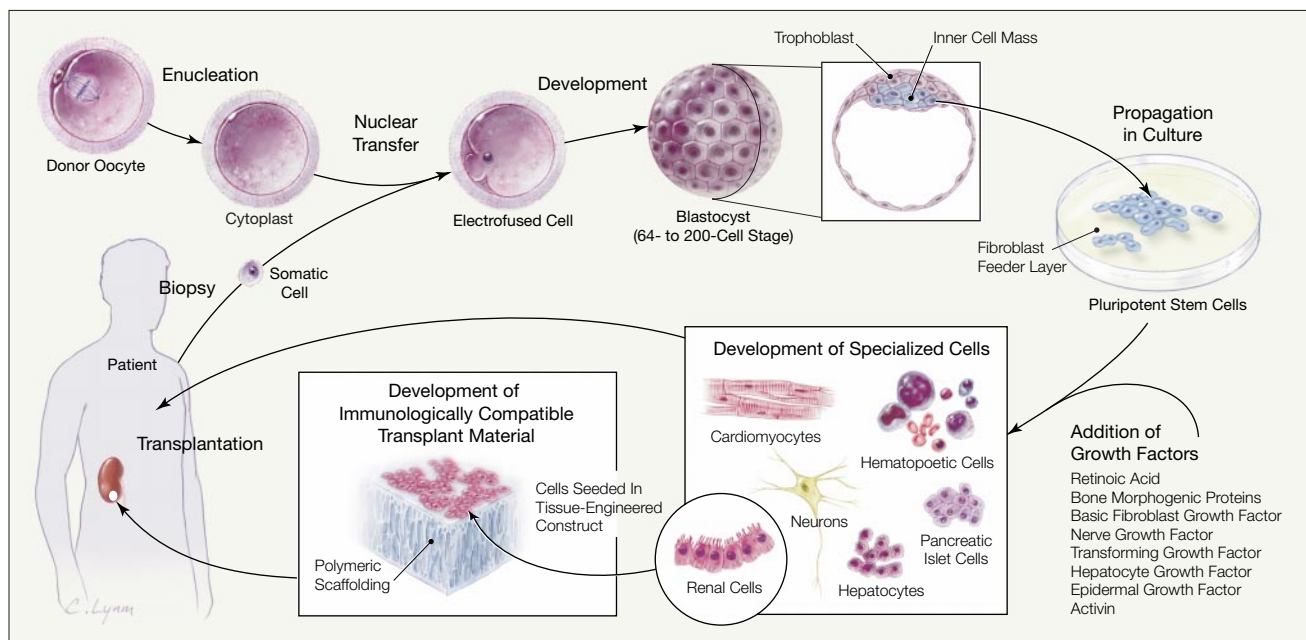 Donor Oocyte
Enucleation
Cytoplast
Nuclear
Transfer
Electrofused Cell
Development
Blastocyst
(64- to 200-Cell Stage)
Trophoblast
Inner Cell Mass
Propagation
in Culture
Fibroblast
Feeder Layer
Pluripotent Stem Cells
Biopsy
Somatic
Cell
Patient
Transplantation
Development of
Immunologically Compatible
Transplant Material
Cells Seeded In
Tissue-Engineered
Construct
Polymeric
Scaffolding
Development of Specialized Cells
Cardiomyocytes
Hematopoetic Cells
Neurons
Pancreatic
Islet Cells
Renal Cells
Hepatocytes
Addition of
Growth Factors
Retinoic Acid
Bone Morphogenic Proteins
Basic Fibroblast Growth Factor
Nerve Growth Factor
Transforming Growth Factor
Hepatocyte Growth Factor
Epidermal Growth Factor
Activin
C. Lynm